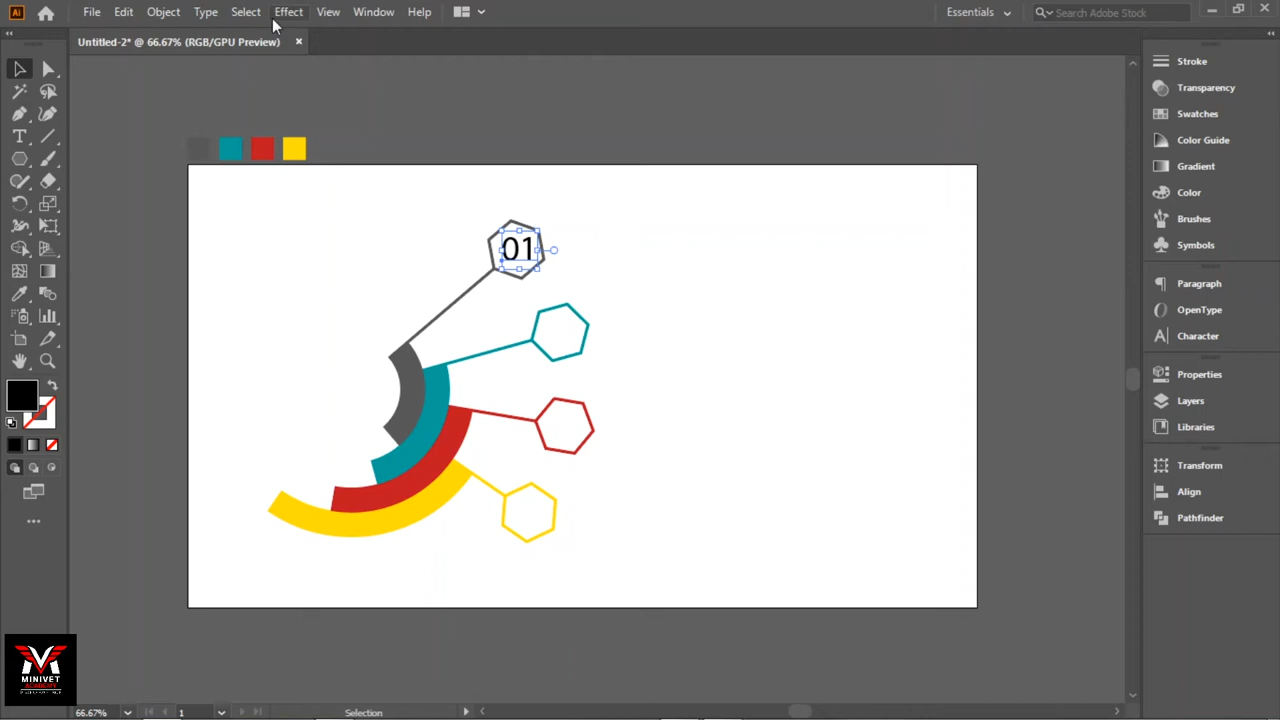 Ai File Edit Object Type Select Effect View Window Help Essentials Search Adobe Stock
Untitled-2* @ 66.67% (RGB/GPU Preview) ×
Stroke
Transparency
Swatches
Color Guide
Gradient
Color
Brushes
Symbols
Paragraph
OpenType
Character
Properties
Layers
Libraries
Transform
Align
Pathfinder
01
MINIVET
66.67% 1 Selection